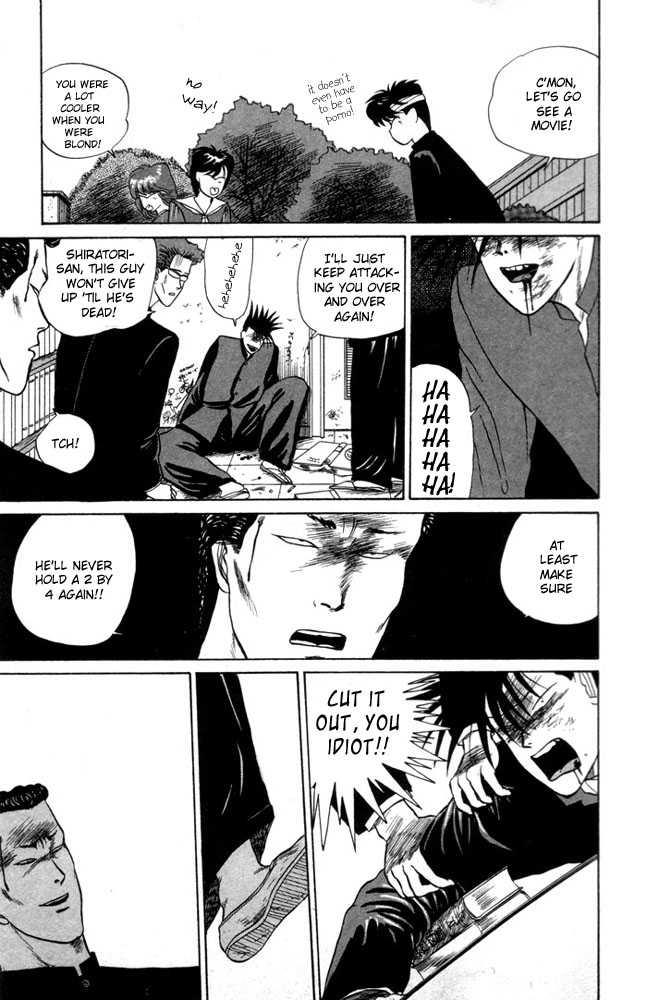 C'MON,
LET'S GO
SEE A
MOVIE!
it doesn't
even have
to be a
porno!
no
way!
YOU WERE
A LOT
COOLER
WHEN YOU
WERE
BLOND!
HA
HA
HA
HA
HA!
I'LL JUST
KEEP ATTACK-
ING YOU OVER
AND OVER
AGAIN!
hehehehehe
SHIRATORI-
SAN, THIS GUY
WON'T GIVE
UP 'TIL HE'S
DEAD!
TCH!
AT
LEAST
MAKE
SURE
HE'LL NEVER
HOLD A 2 BY
4 AGAIN!!
CUT IT
OUT, YOU
IDIOT!!